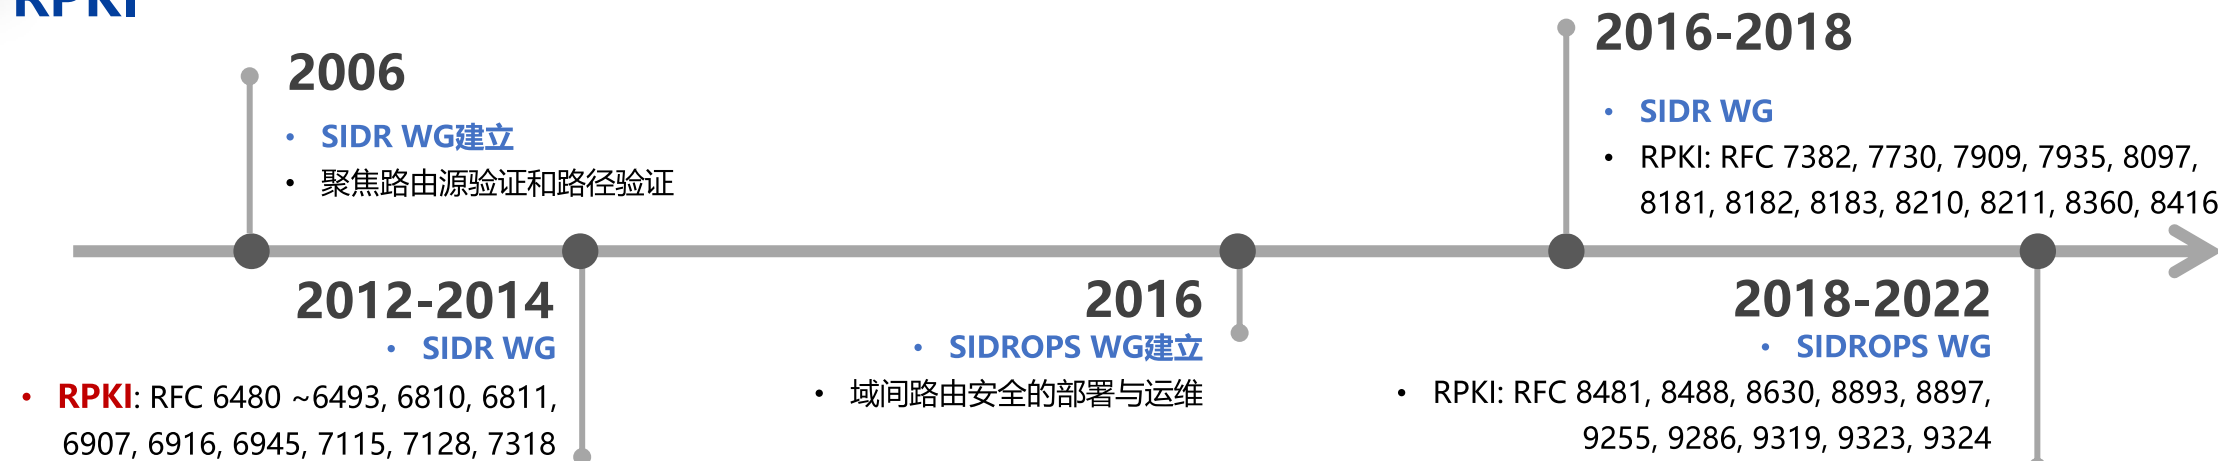 RPKI
2006
• SIDR WG建立
• 聚焦路由源验证和路径验证
2012-2014
• SIDR WG
• RPKI: RFC 6480 ~6493, 6810, 6811,
6907, 6916, 6945, 7115, 7128, 7318
2016
• SIDROPS WG建立
• 域间路由安全的部署与运维
2016-2018
• SIDR WG
• RPKI: RFC 7382, 7730, 7909, 7935, 8097,
8181, 8182, 8183, 8210, 8211, 8360, 8416
2018-2022
• SIDROPS WG
• RPKI: RFC 8481, 8488, 8630, 8893, 8897,
9255, 9286, 9319, 9323, 9324